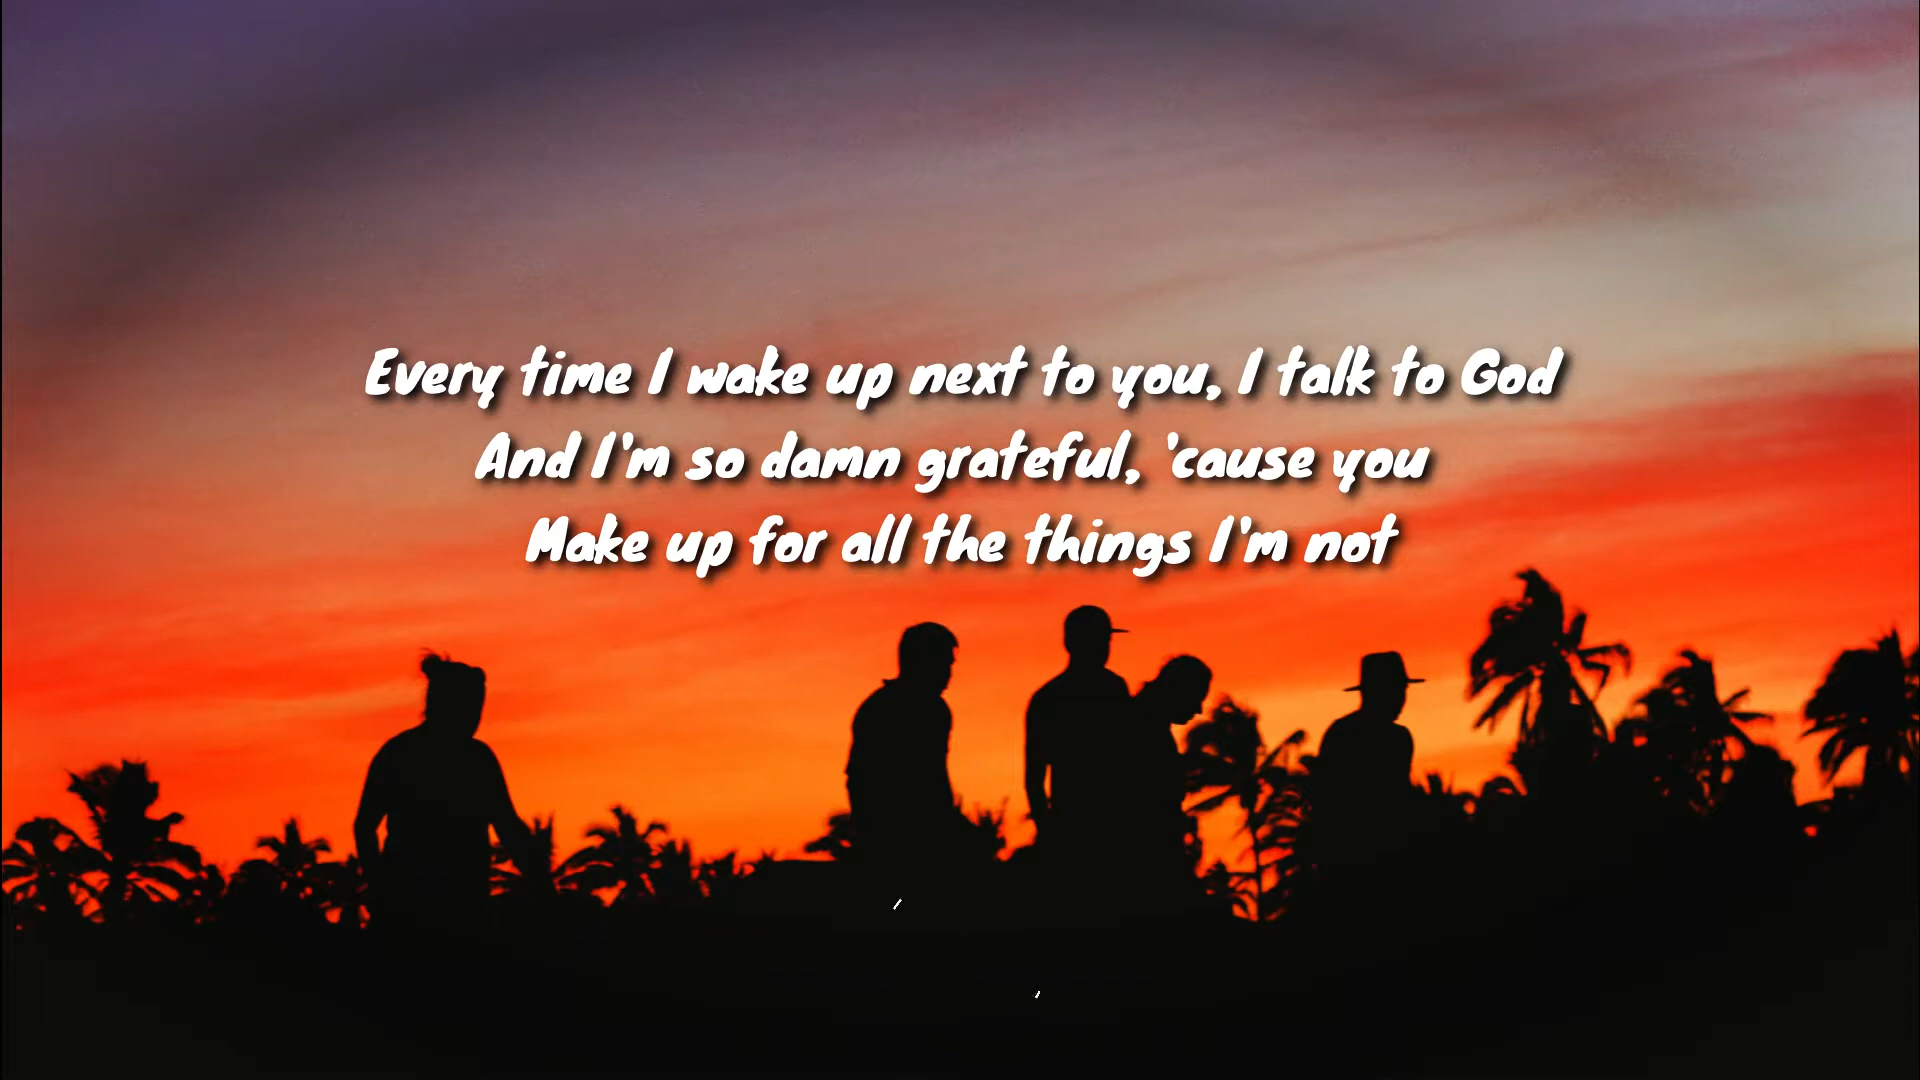 Every time I wake up next to you, I talk to God
And I'm so damn grateful, 'cause you
Make up for all the things I'm not